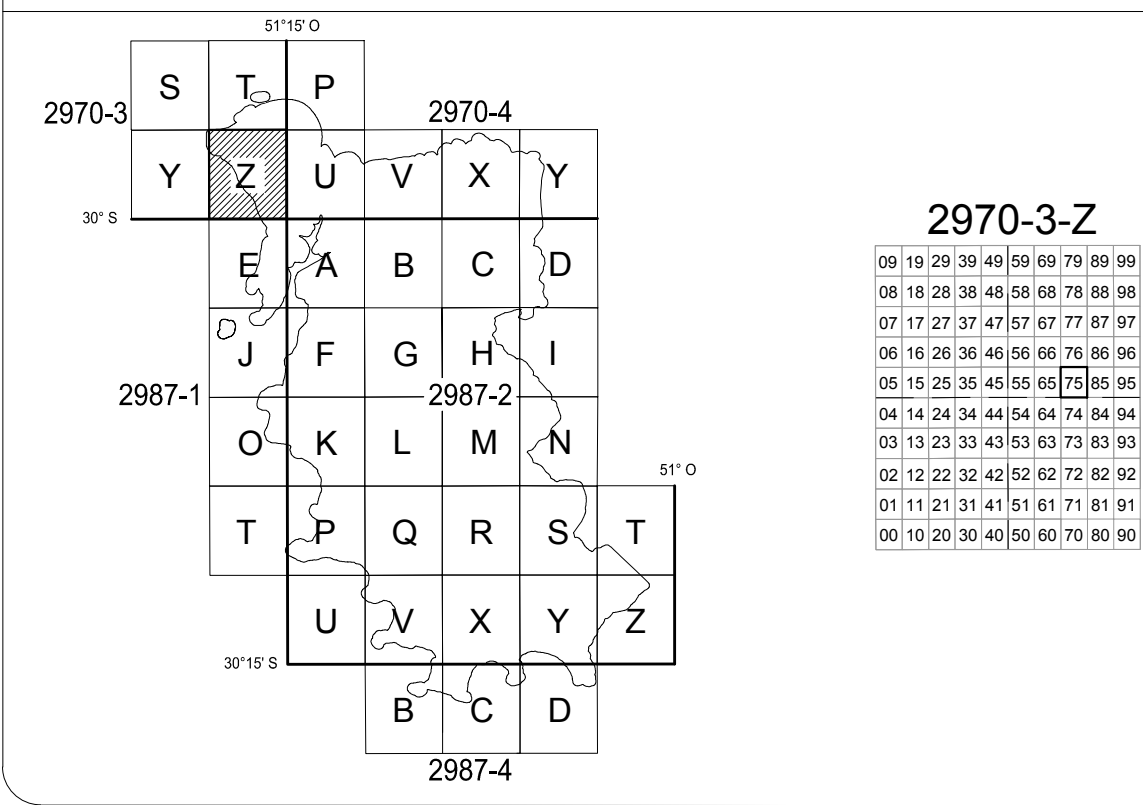 51°15' O
S T P
2970-3 2970-4
Y Z U V X Y
30° S
E A B C D
J F G H I
2987-1 2987-2
O K L M N
51° O
T P Q R S T
U V X Y Z
30°15' S
B C D
2987-4
2970-3-Z
09 19 29 39 49 59 69 79 89 99
08 18 28 38 48 58 68 78 88 98
07 17 27 37 47 57 67 77 87 97
06 16 26 36 46 56 66 76 86 96
05 15 25 35 45 55 65 75 85 95
04 14 24 34 44 54 64 74 84 94
03 13 23 33 43 53 63 73 83 93
02 12 22 32 42 52 62 72 82 92
01 11 21 31 41 51 61 71 81 91
00 10 20 30 40 50 60 70 80 90